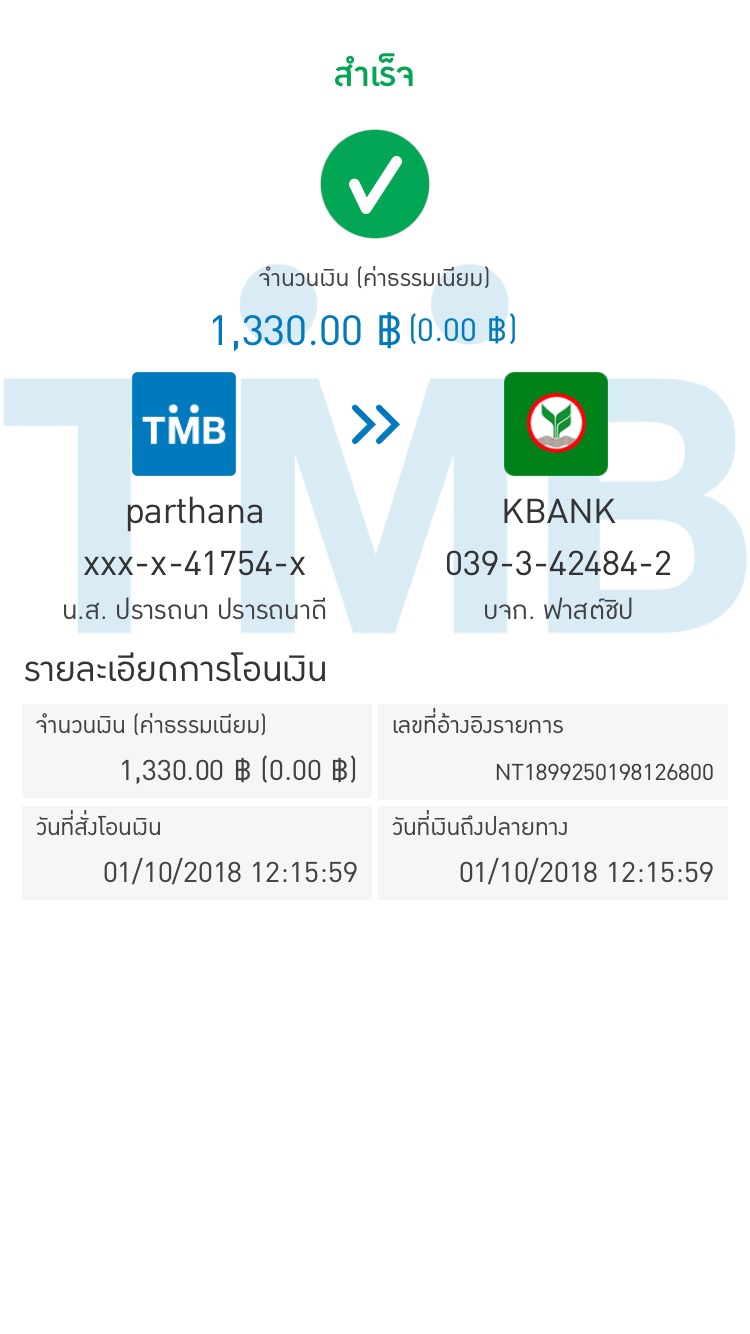 สำเร็จ
จำนวนเงิน (ค่าธรรมเนียม)
1,330.00 ฿ (0.00 ฿)
TMB
TMB
parthana
KBANK
xxx-x-41754-x
039-3-42484-2
น.ส. ปรารถนา ปรารถนาดี
บจก. ฟาสต์ชิป
รายละเอียดการโอนเงิน
จำนวนเงิน (ค่าธรรมเนียม)
เลขที่อ้างอิงรายการ
1,330.00 ฿ (0.00 ฿)
NT1899250198126800
วันที่สั่งโอนเงิน
วันที่เงินถึงปลายทาง
01/10/2018 12:15:59
01/10/2018 12:15:59